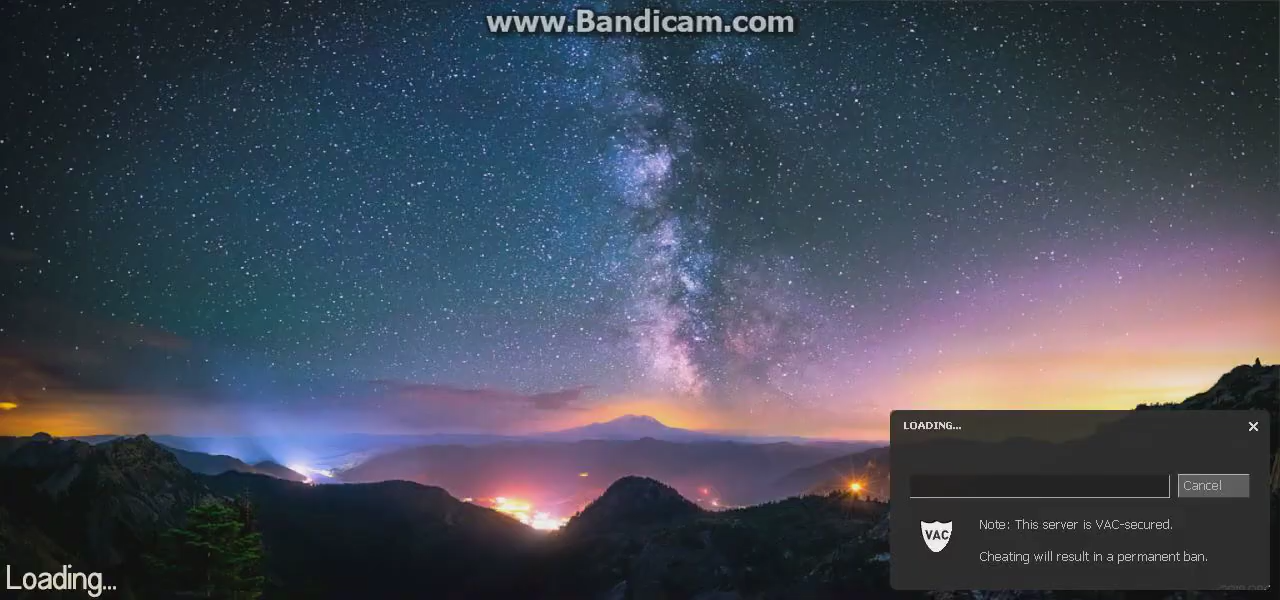 www.Bandicam.com
LOADING...
Cancel
VAC
Note: This server is VAC-secured.
Cheating will result in a permanent ban.
Loading...